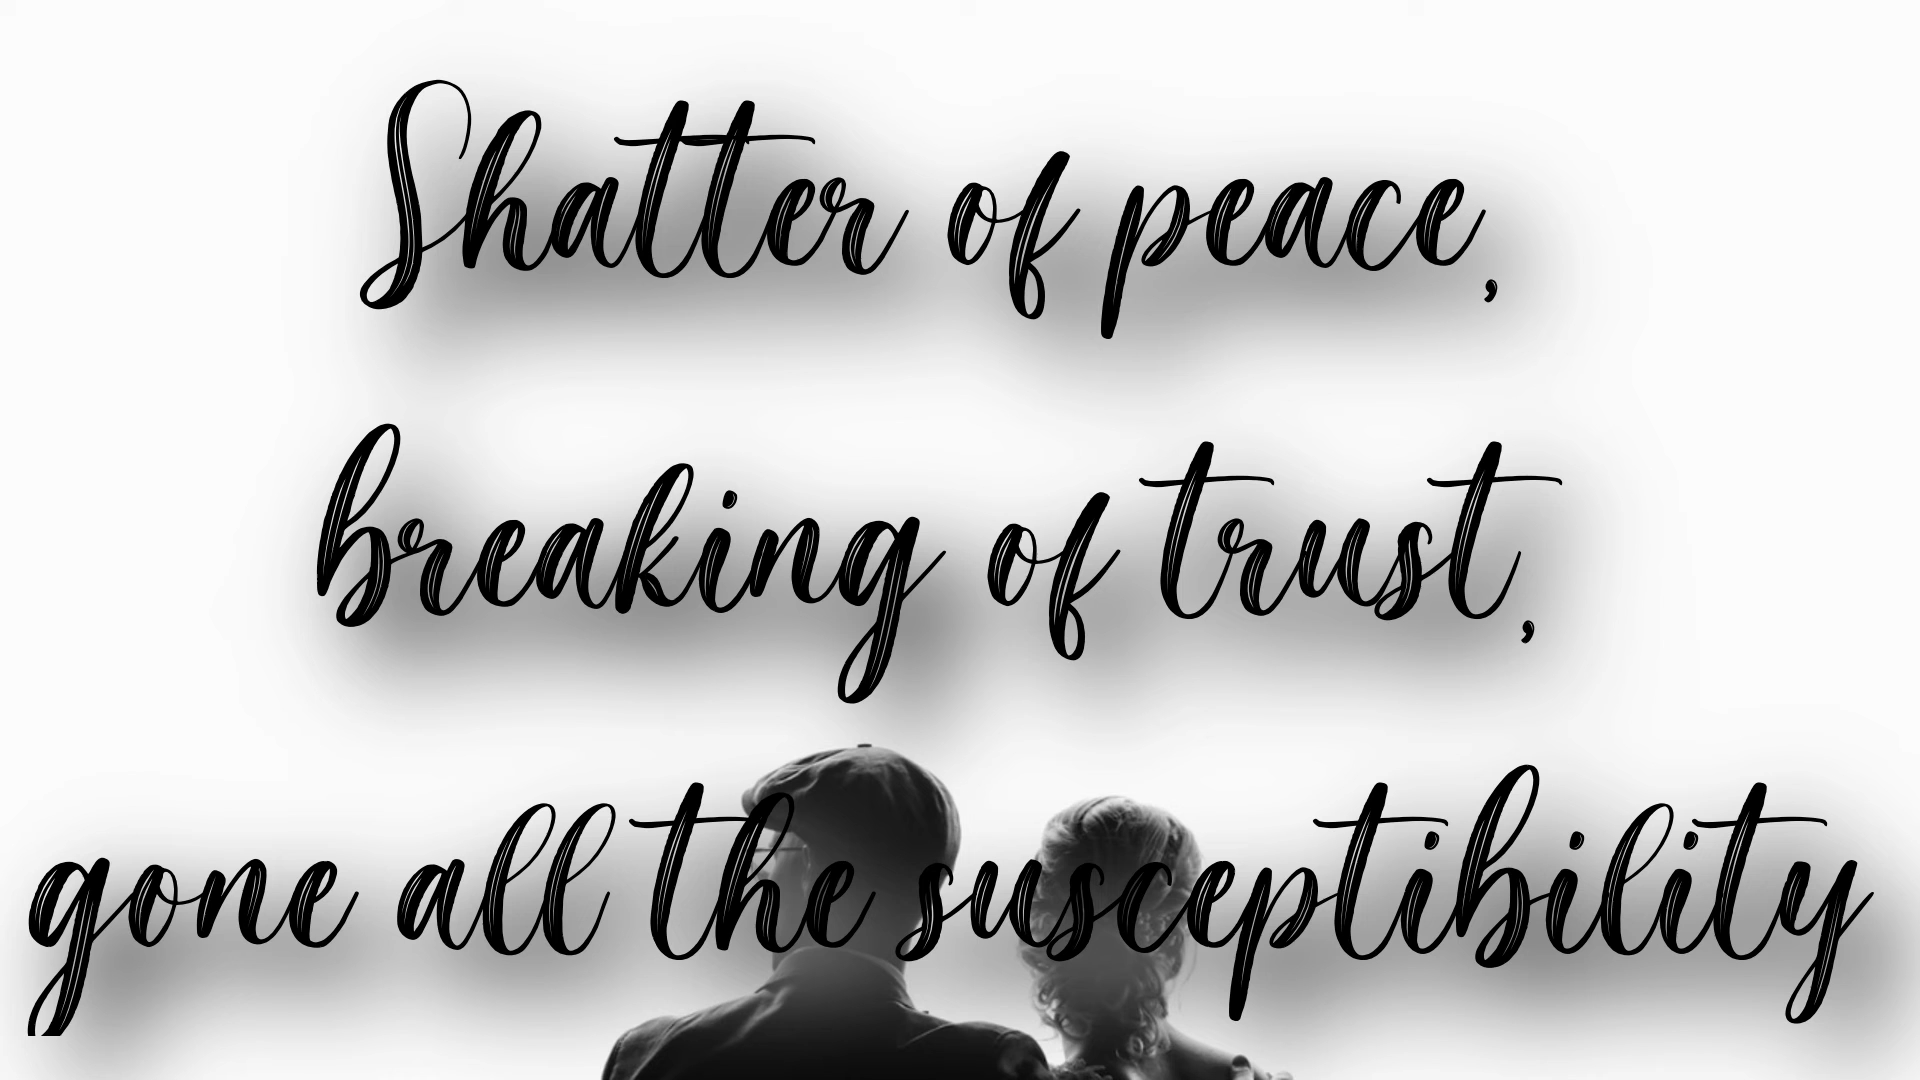 Shatter of peace,
breaking of trust,
gone all the susceptibility